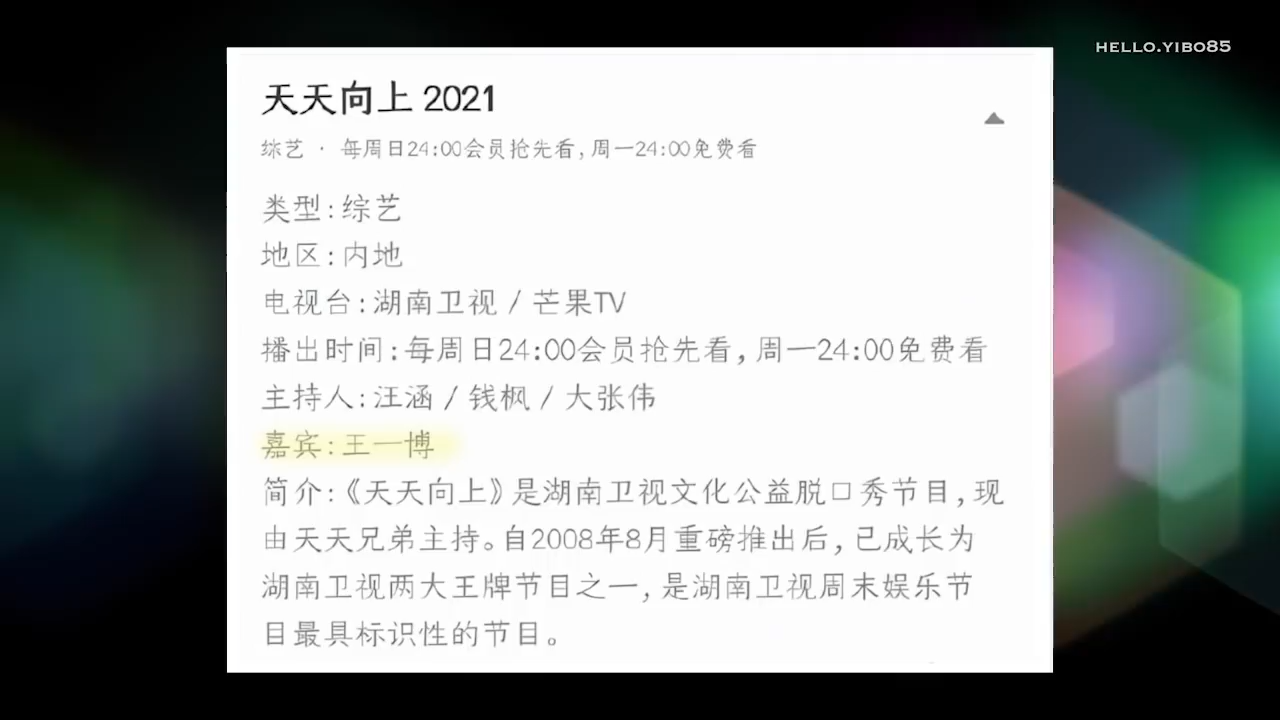 HELLO.YIBO85
天天向上 2021
综艺 · 每周日24:00会员抢先看,周一24:00免费看
类型:综艺
地区:内地
电视台:湖南卫视 / 芒果TV
播出时间:每周日24:00会员抢先看,周一24:00免费看
主持人:汪涵 / 钱枫 / 大张伟
嘉宾:王一博
简介:《天天向上》是湖南卫视文化公益脱口秀节目,现
由天天兄弟主持。自2008年8月重磅推出后,已成长为
湖南卫视两大王牌节目之一,是湖南卫视周末娱乐节
目最具标识性的节目。